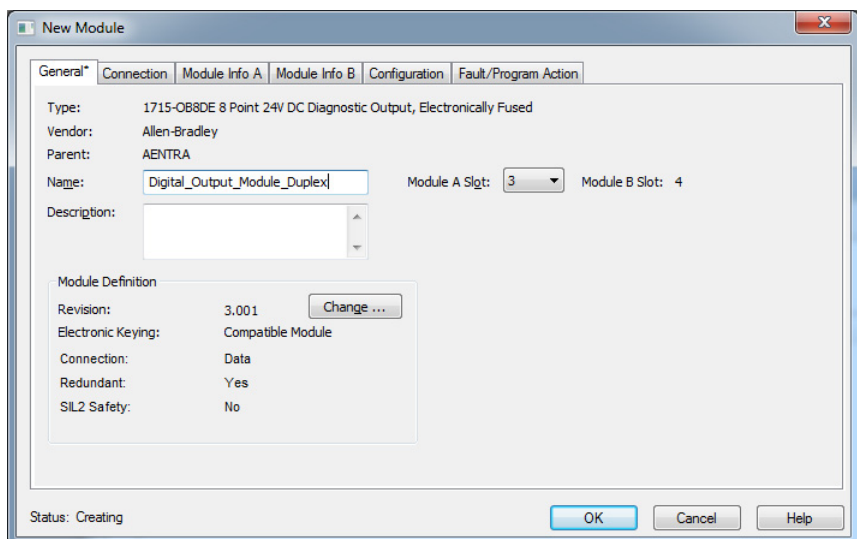 New Module
General* Connection Module Info A Module Info B Configuration Fault/Program Action
Type: 1715-OB8DE 8 Point 24V DC Diagnostic Output, Electronically Fused
Vendor: Allen-Bradley
Parent: AENTRA
Name: Digital_Output_Module_Duplex Module A Slot: 3 Module B Slot: 4
Description:
Module Definition
Revision: 3.001 Change ...
Electronic Keying: Compatible Module
Connection: Data
Redundant: Yes
SIL2 Safety: No
Status: Creating OK Cancel Help